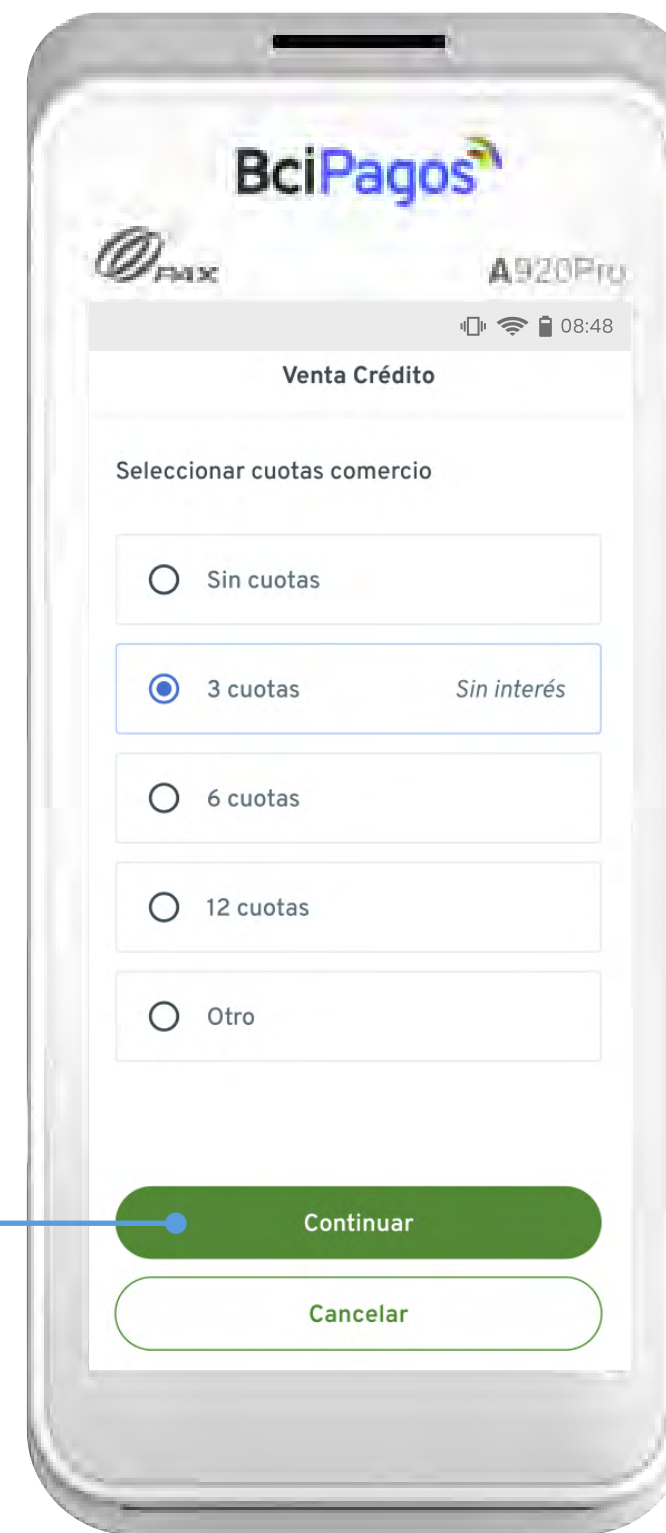 BciPagos
PAX
A920Pro
08:48
Venta Crédito
Seleccionar cuotas comercio
Sin cuotas
3 cuotas Sin interés
6 cuotas
12 cuotas
Otro
Continuar
Cancelar